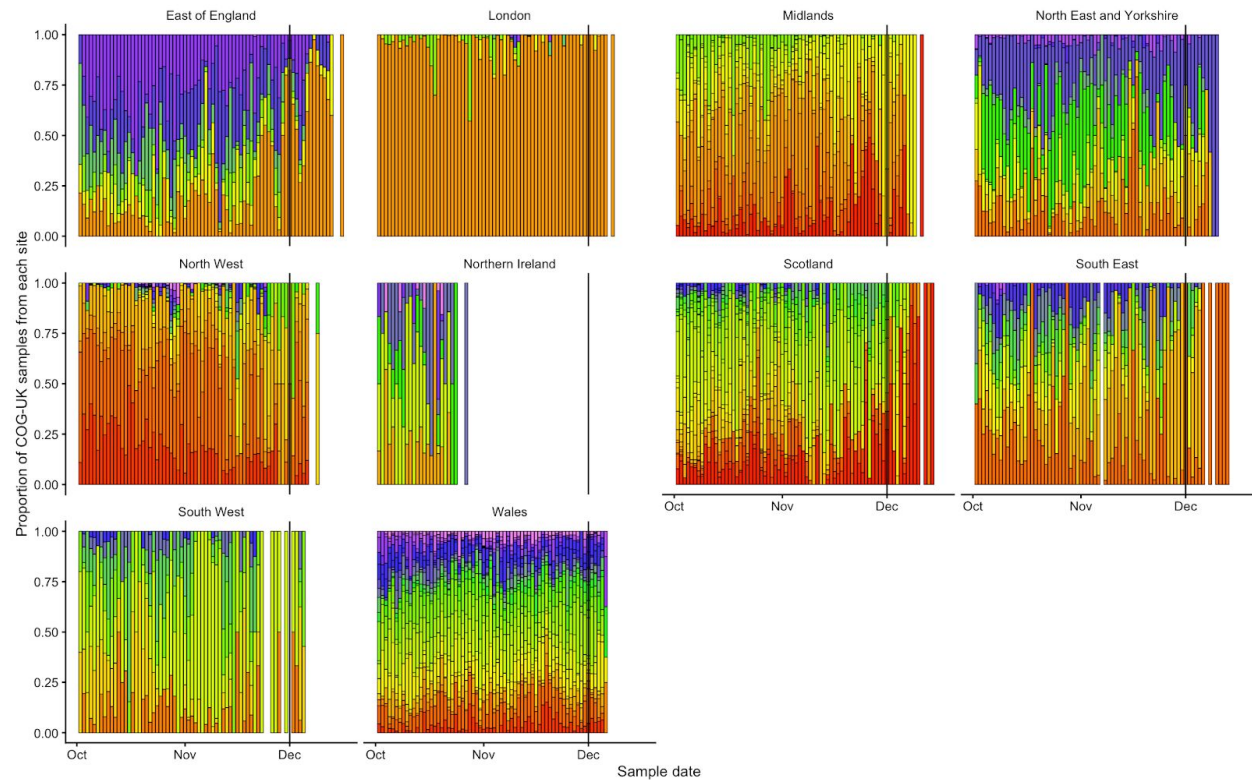 East of England
London
Midlands
North East and Yorkshire
1.00
0.75
0.50
0.25
0.00
North West
Northern Ireland
Scotland
South East
1.00
0.75
0.50
0.25
0.00
Oct
Nov
Dec
Oct
Nov
Dec
South West
Wales
1.00
0.75
0.50
0.25
0.00
Oct
Nov
Dec
Oct
Nov
Dec
Proportion of COG-UK samples from each site
Sample date